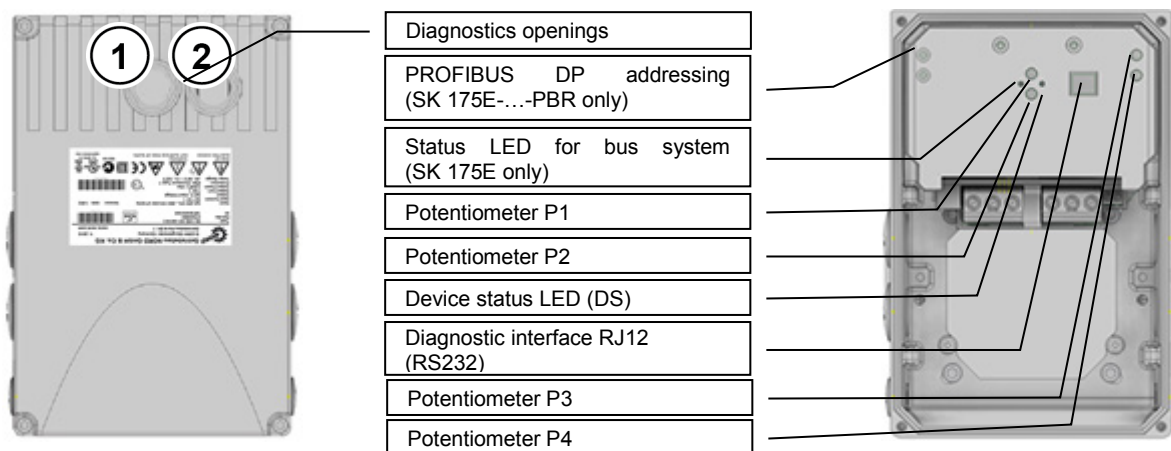 1
2
Diagnostics openings
PROFIBUS DP addressing
(SK 175E-…-PBR only)
Status LED for bus system
(SK 175E only)
Potentiometer P1
Potentiometer P2
Device status LED (DS)
Diagnostic interface RJ12
(RS232)
Potentiometer P3
Potentiometer P4